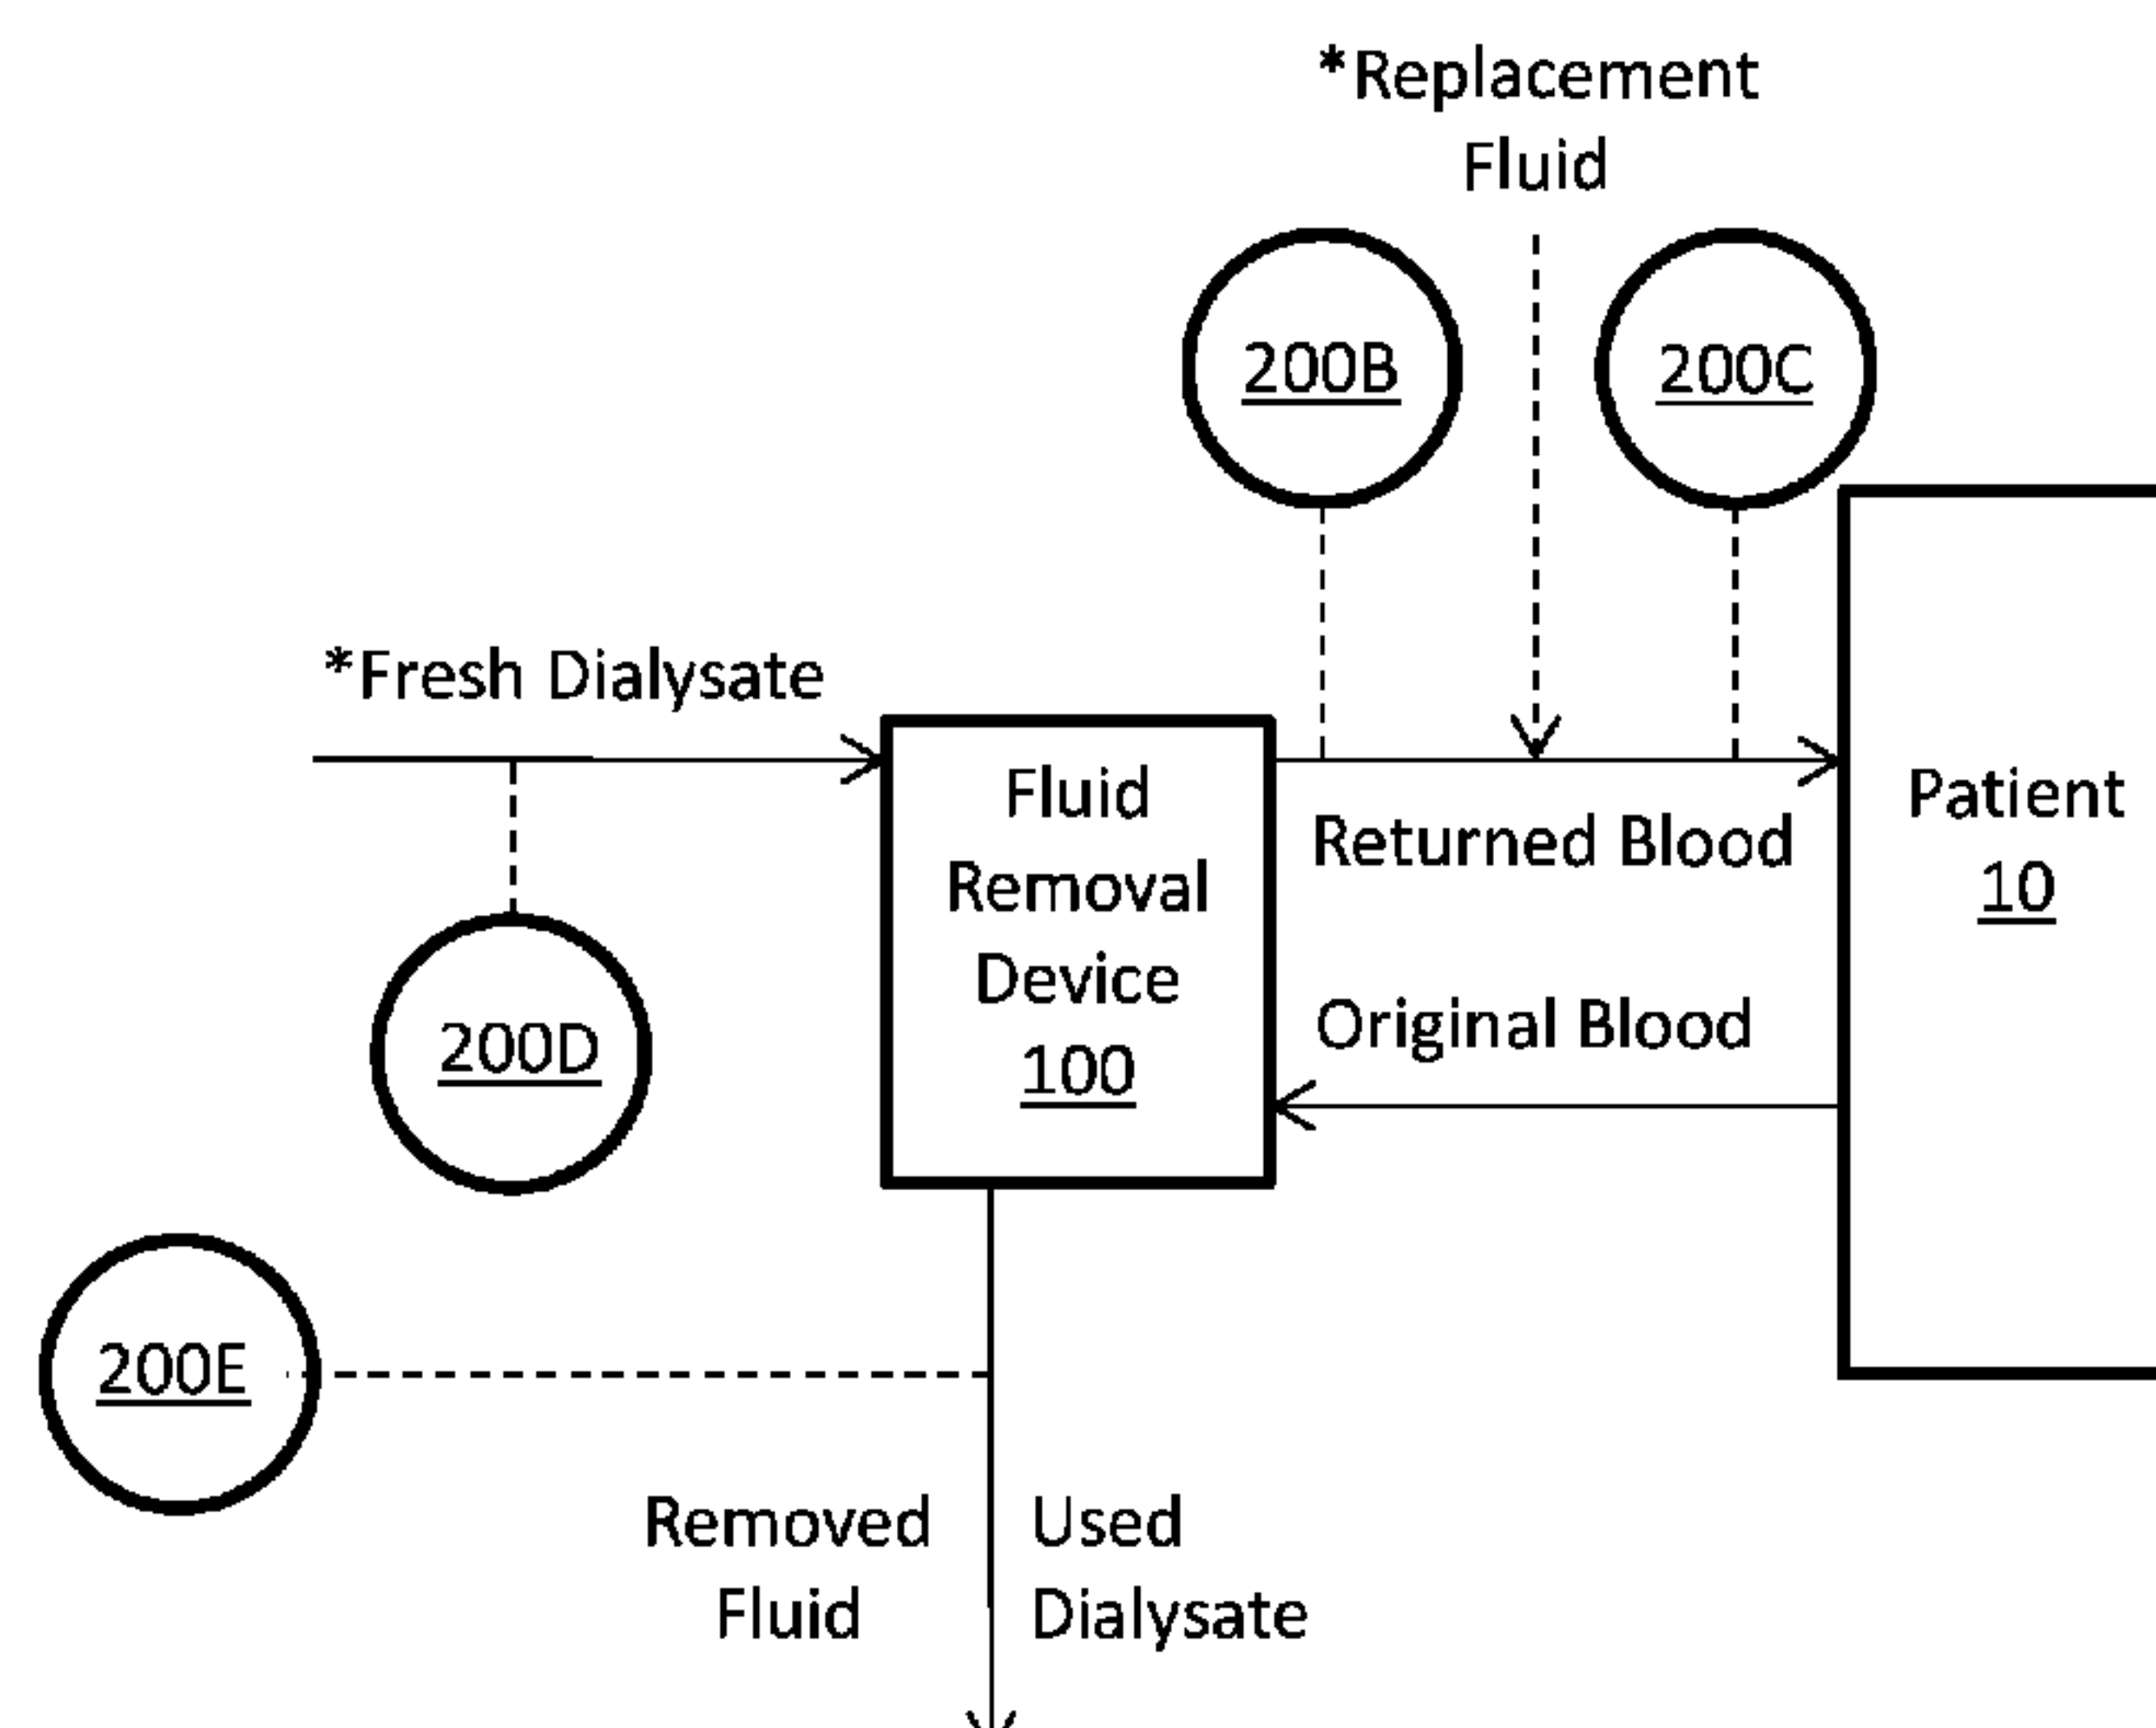 *Replacement
Fluid
200B
200C
*Fresh Dialysate
Fluid
Removal
Device
100
Returned Blood
Original Blood
Patient
10
200D
200E
Removed
Fluid
Used
Dialysate